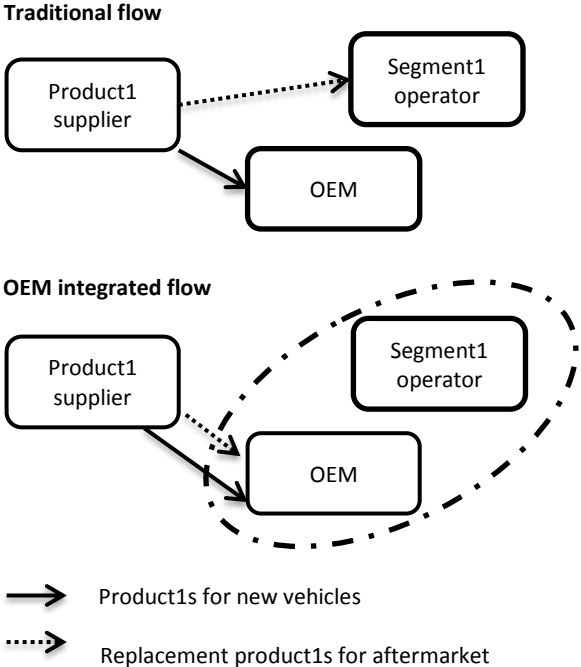 Traditional flow
Product1
supplier
Segment1
operator
OEM
OEM integrated flow
Product1
supplier
Segment1
operator
OEM
Product1s for new vehicles
Replacement product1s for aftermarket